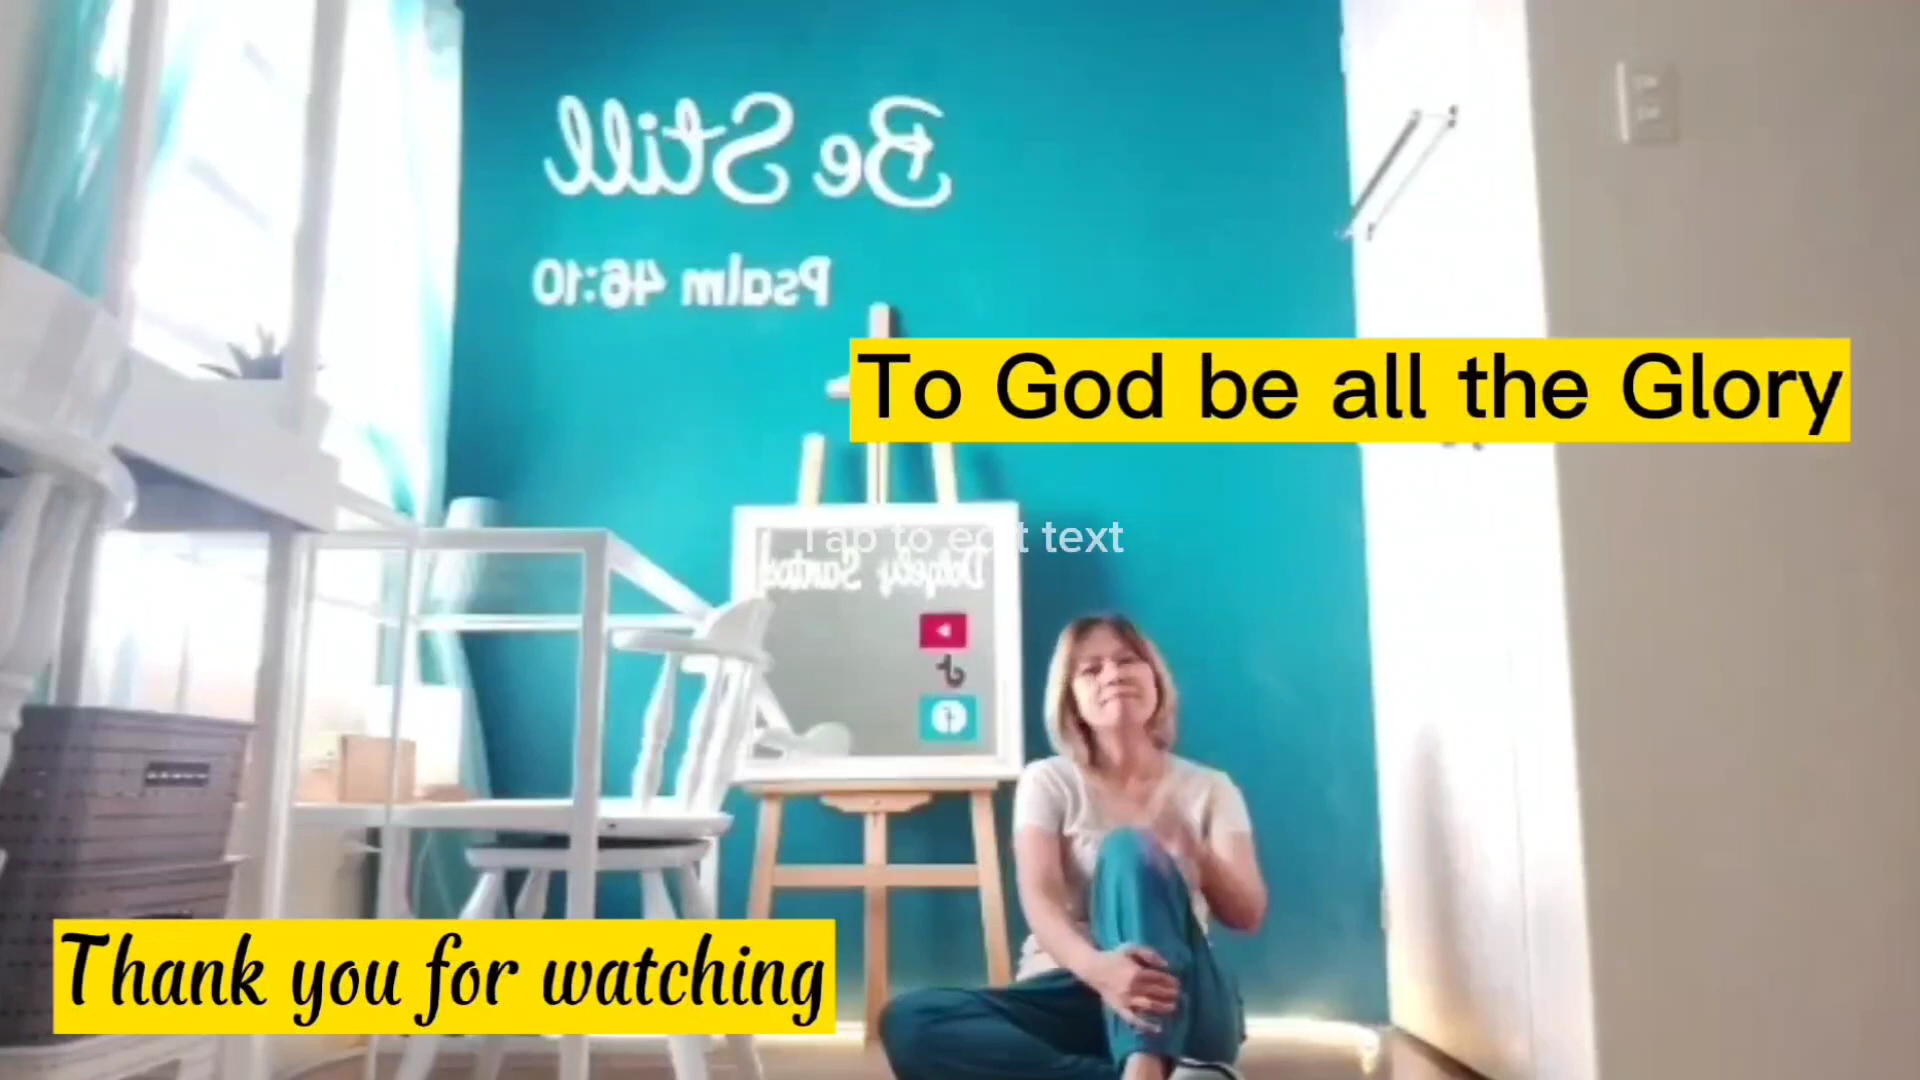 Be Still
Psalm 46:10
To God be all the Glory
Tap to edit text
Santos
Thank you for watching